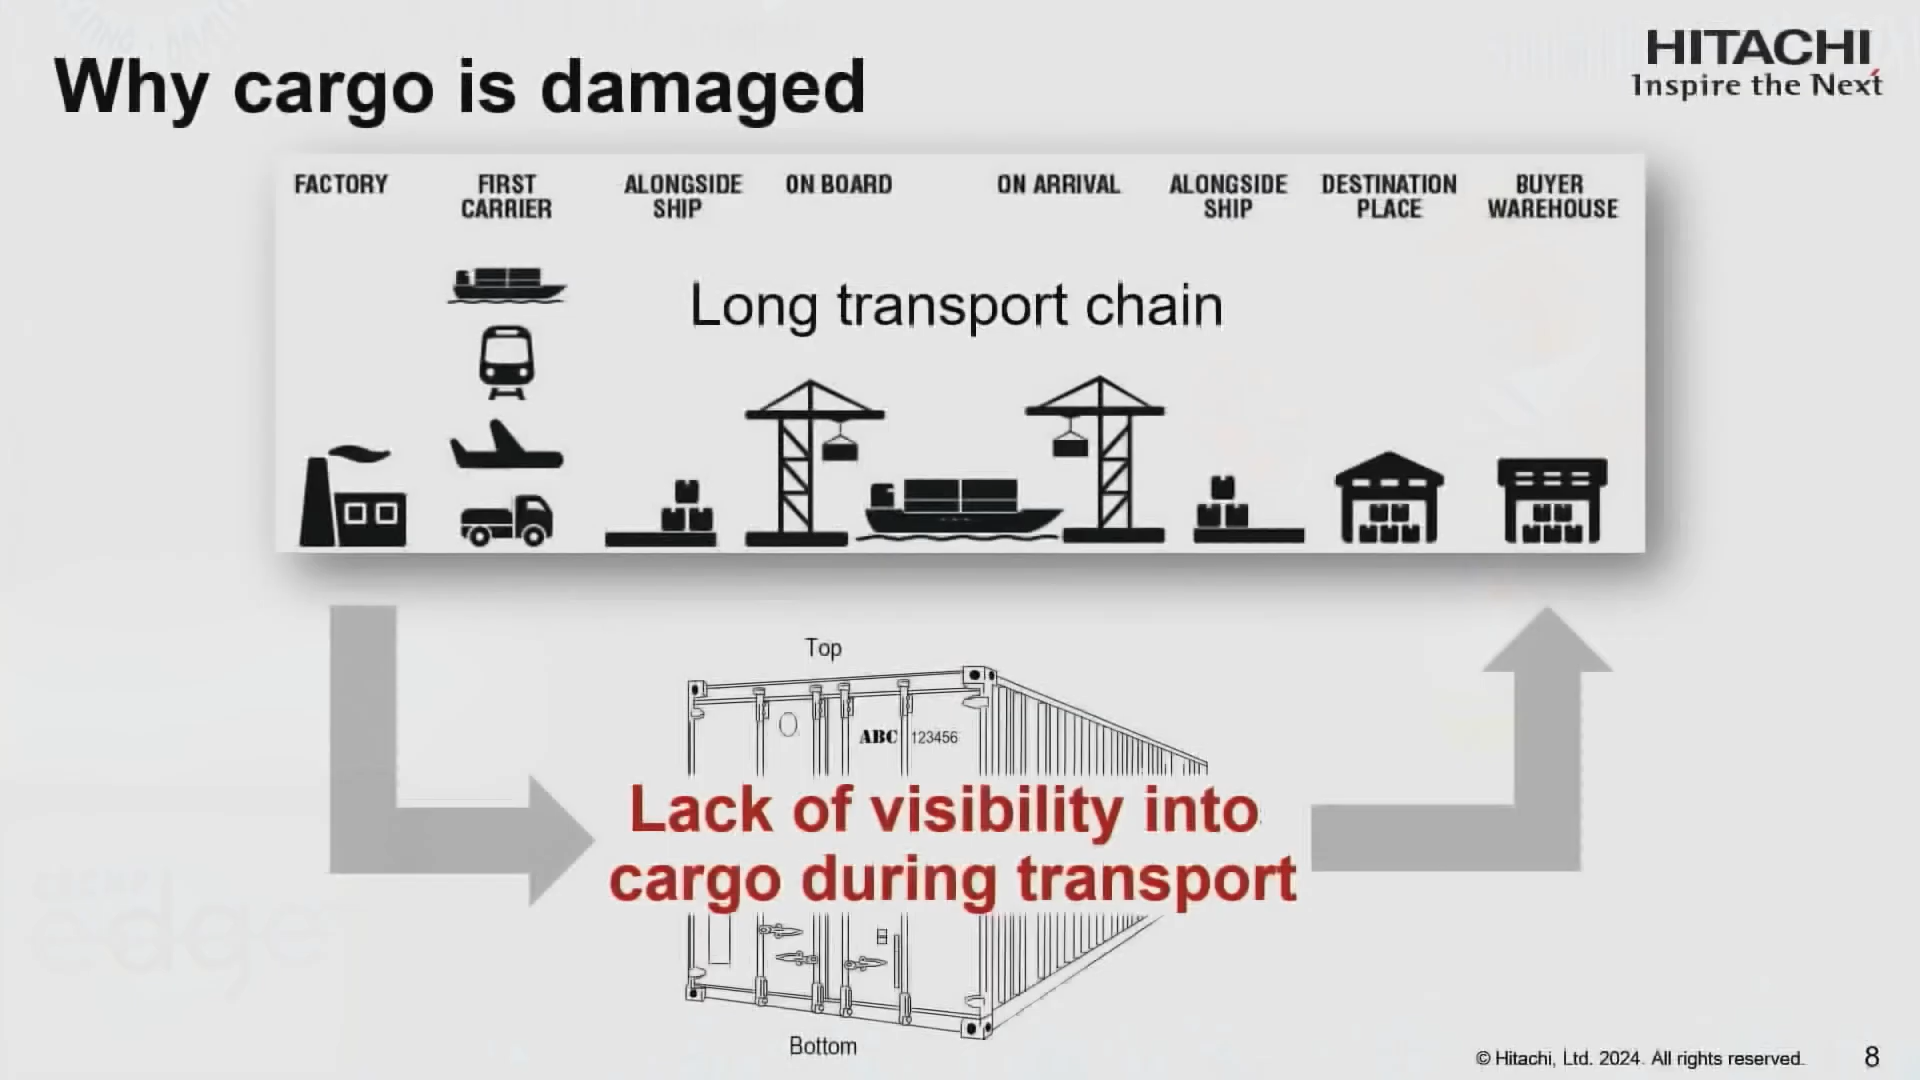 Why cargo is damaged
HITACHI
Inspire the Next
FACTORY
FIRST
CARRIER
ALONGSIDE
SHIP
ON BOARD
ON ARRIVAL
ALONGSIDE
SHIP
DESTINATION
PLACE
BUYER
WAREHOUSE
Long transport chain
Top
ABC 123456
Lack of visibility into
cargo during transport
Bottom
edge
© Hitachi, Ltd. 2024. All rights reserved.
8